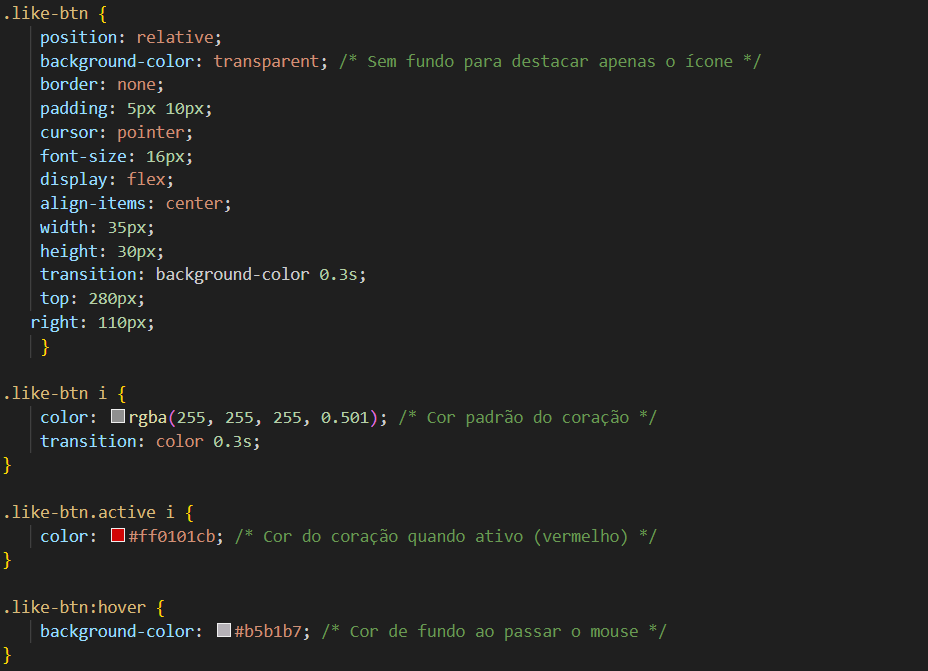 .like-btn {
position: relative;
background-color: transparent; /* Sem fundo para destacar apenas o ícone */
border: none;
padding: 5px 10px;
cursor: pointer;
font-size: 16px;
display: flex;
align-items: center;
width: 35px;
height: 30px;
transition: background-color 0.3s;
top: 280px;
right: 110px;
}
.like-btn i {
color: rgba(255, 255, 255, 0.501); /* Cor padrão do coração */
transition: color 0.3s;
}
.like-btn.active i {
color: #ff0101cb; /* Cor do coração quando ativo (vermelho) */
}
.like-btn:hover {
background-color: #b5b1b7; /* Cor de fundo ao passar o mouse */
}